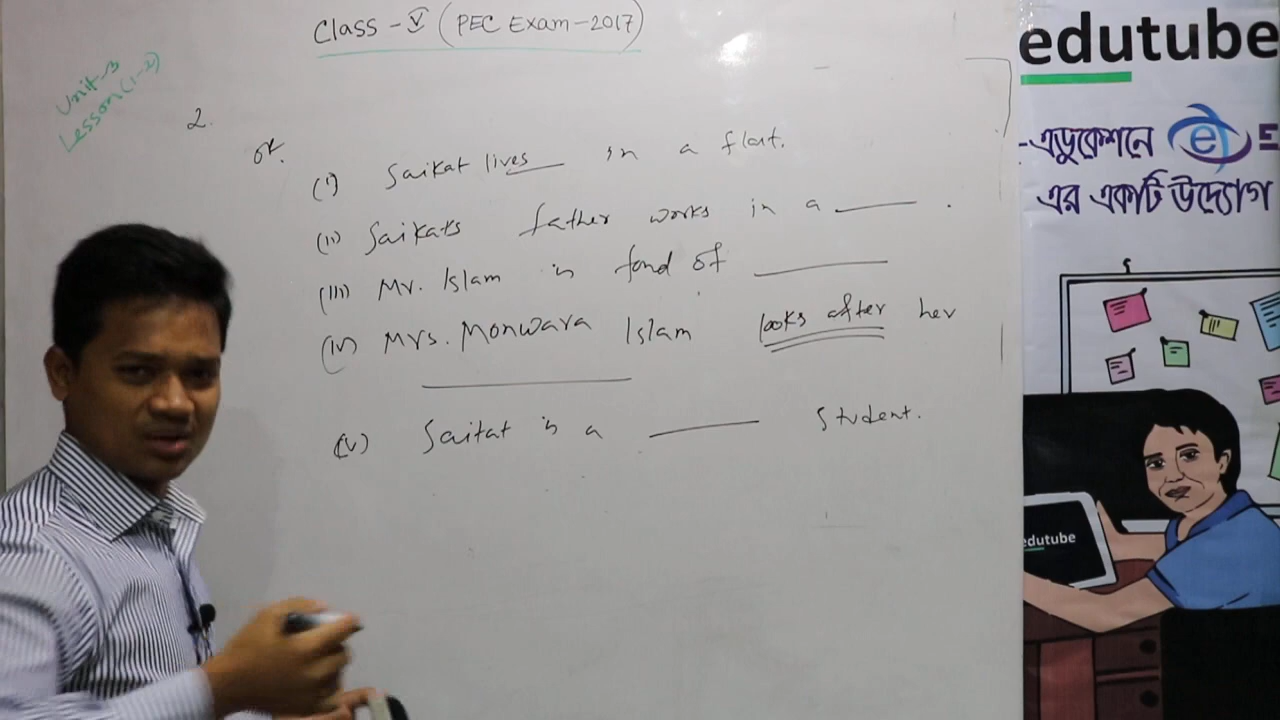 Class - V (PEC Exam-2017)
Unit-3
Lesson (1-2)
2.
or.
(i) Saikat lives in a flat.
(ii) Saikats father works in a ______ .
(iii) Mr. Islam is fond of ______
(iv) Mrs. Monwara Islam looks after her
______
(v) Saikat is a ______ Student.
edutube
-এডুকেশনে e E
এর একটি উদ্যোগ
edutube